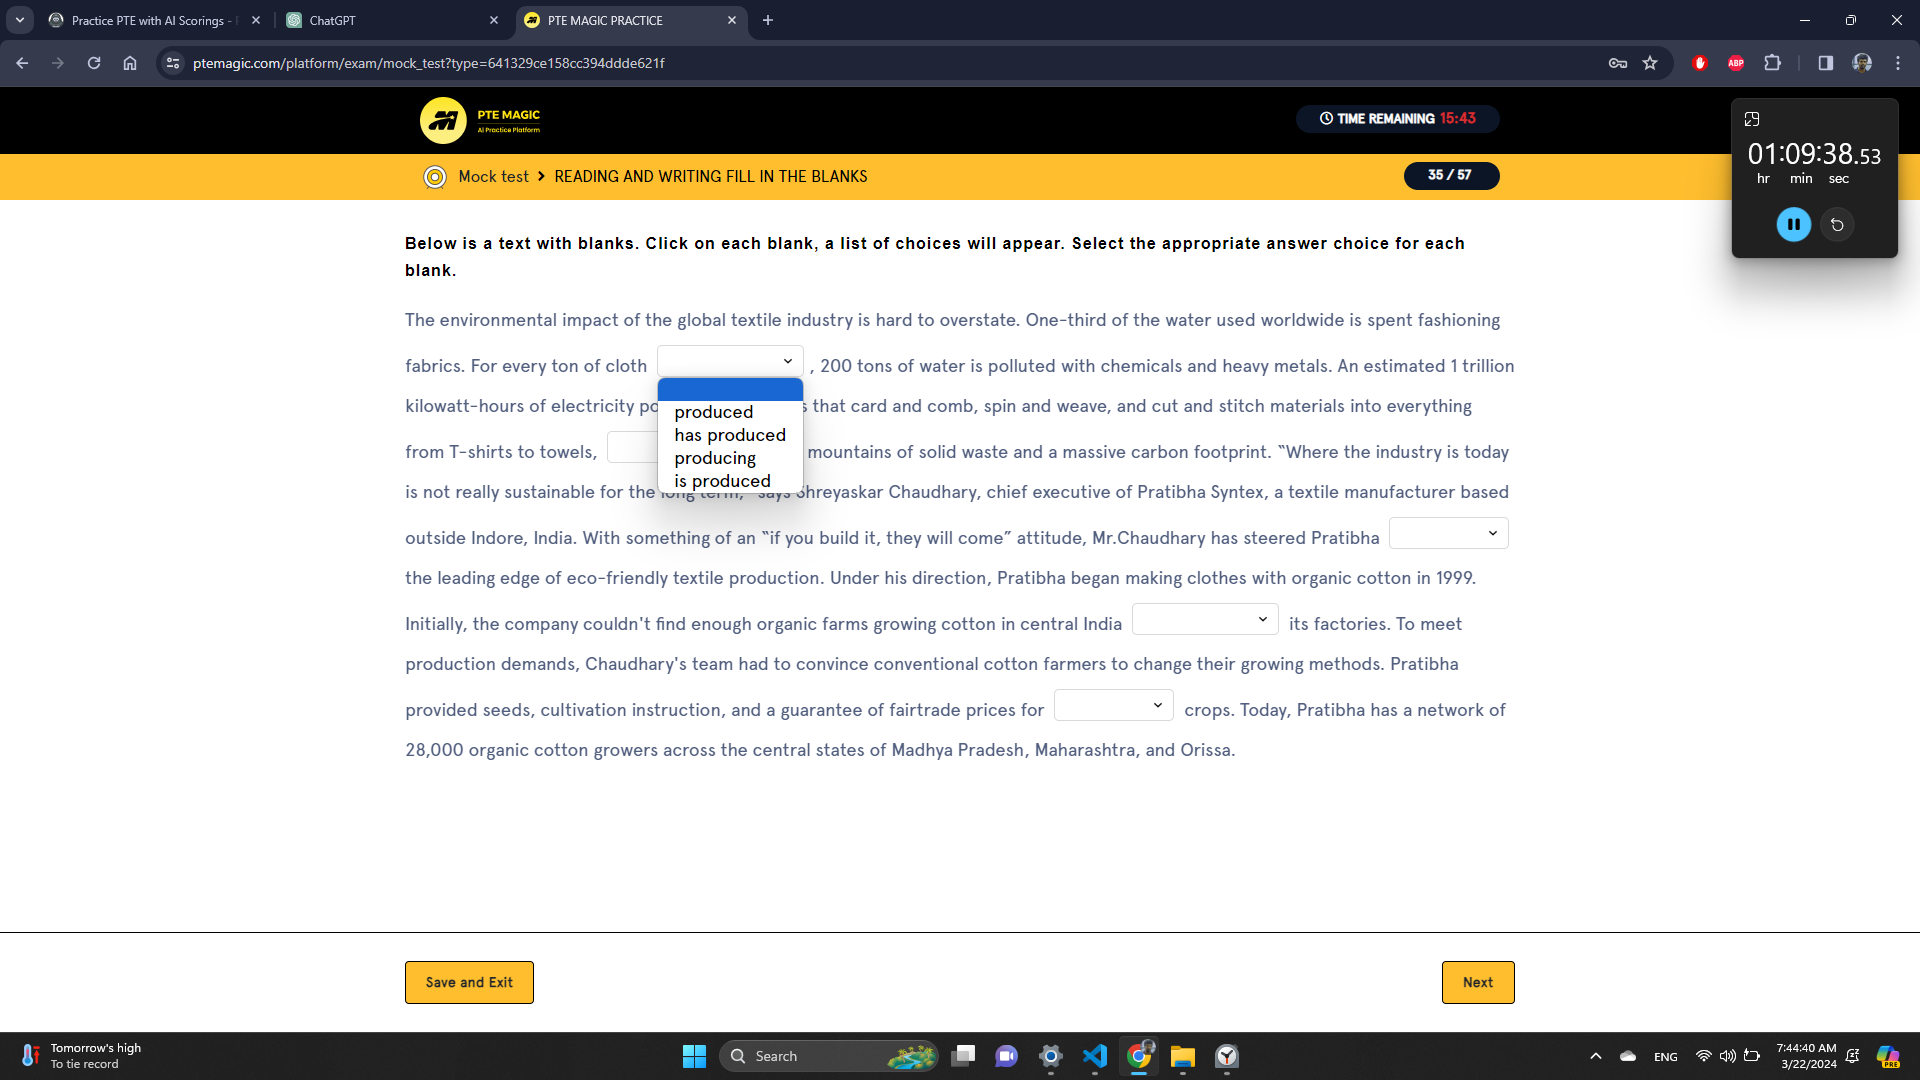 Practice PTE with AI Scorings -
ChatGPT
PTE MAGIC PRACTICE
ptemagic.com/platform/exam/mock_test?type=641329ce158cc394ddde621f
ABP
PTE MAGIC
AI Practice Platform
TIME REMAINING 15:43
01:09:38.53
hr min sec
Mock test > READING AND WRITING FILL IN THE BLANKS
35 / 57
Below is a text with blanks. Click on each blank, a list of choices will appear. Select the appropriate answer choice for each
blank.
The environmental impact of the global textile industry is hard to overstate. One-third of the water used worldwide is spent fashioning
fabrics. For every ton of cloth , 200 tons of water is polluted with chemicals and heavy metals. An estimated 1 trillion
kilowatt-hours of electricity po s that card and comb, spin and weave, and cut and stitch materials into everything
from T-shirts to towels, mountains of solid waste and a massive carbon footprint. “Where the industry is today
is not really sustainable for the long term,” says Shreyaskar Chaudhary, chief executive of Pratibha Syntex, a textile manufacturer based
outside Indore, India. With something of an “if you build it, they will come” attitude, Mr.Chaudhary has steered Pratibha
the leading edge of eco-friendly textile production. Under his direction, Pratibha began making clothes with organic cotton in 1999.
Initially, the company couldn't find enough organic farms growing cotton in central India its factories. To meet
production demands, Chaudhary's team had to convince conventional cotton farmers to change their growing methods. Pratibha
provided seeds, cultivation instruction, and a guarantee of fairtrade prices for crops. Today, Pratibha has a network of
28,000 organic cotton growers across the central states of Madhya Pradesh, Maharashtra, and Orissa.
produced
has produced
producing
is produced
Save and Exit
Next
Tomorrow's high
To tie record
Search
ENG
7:44:40 AM
3/22/2024
PRE